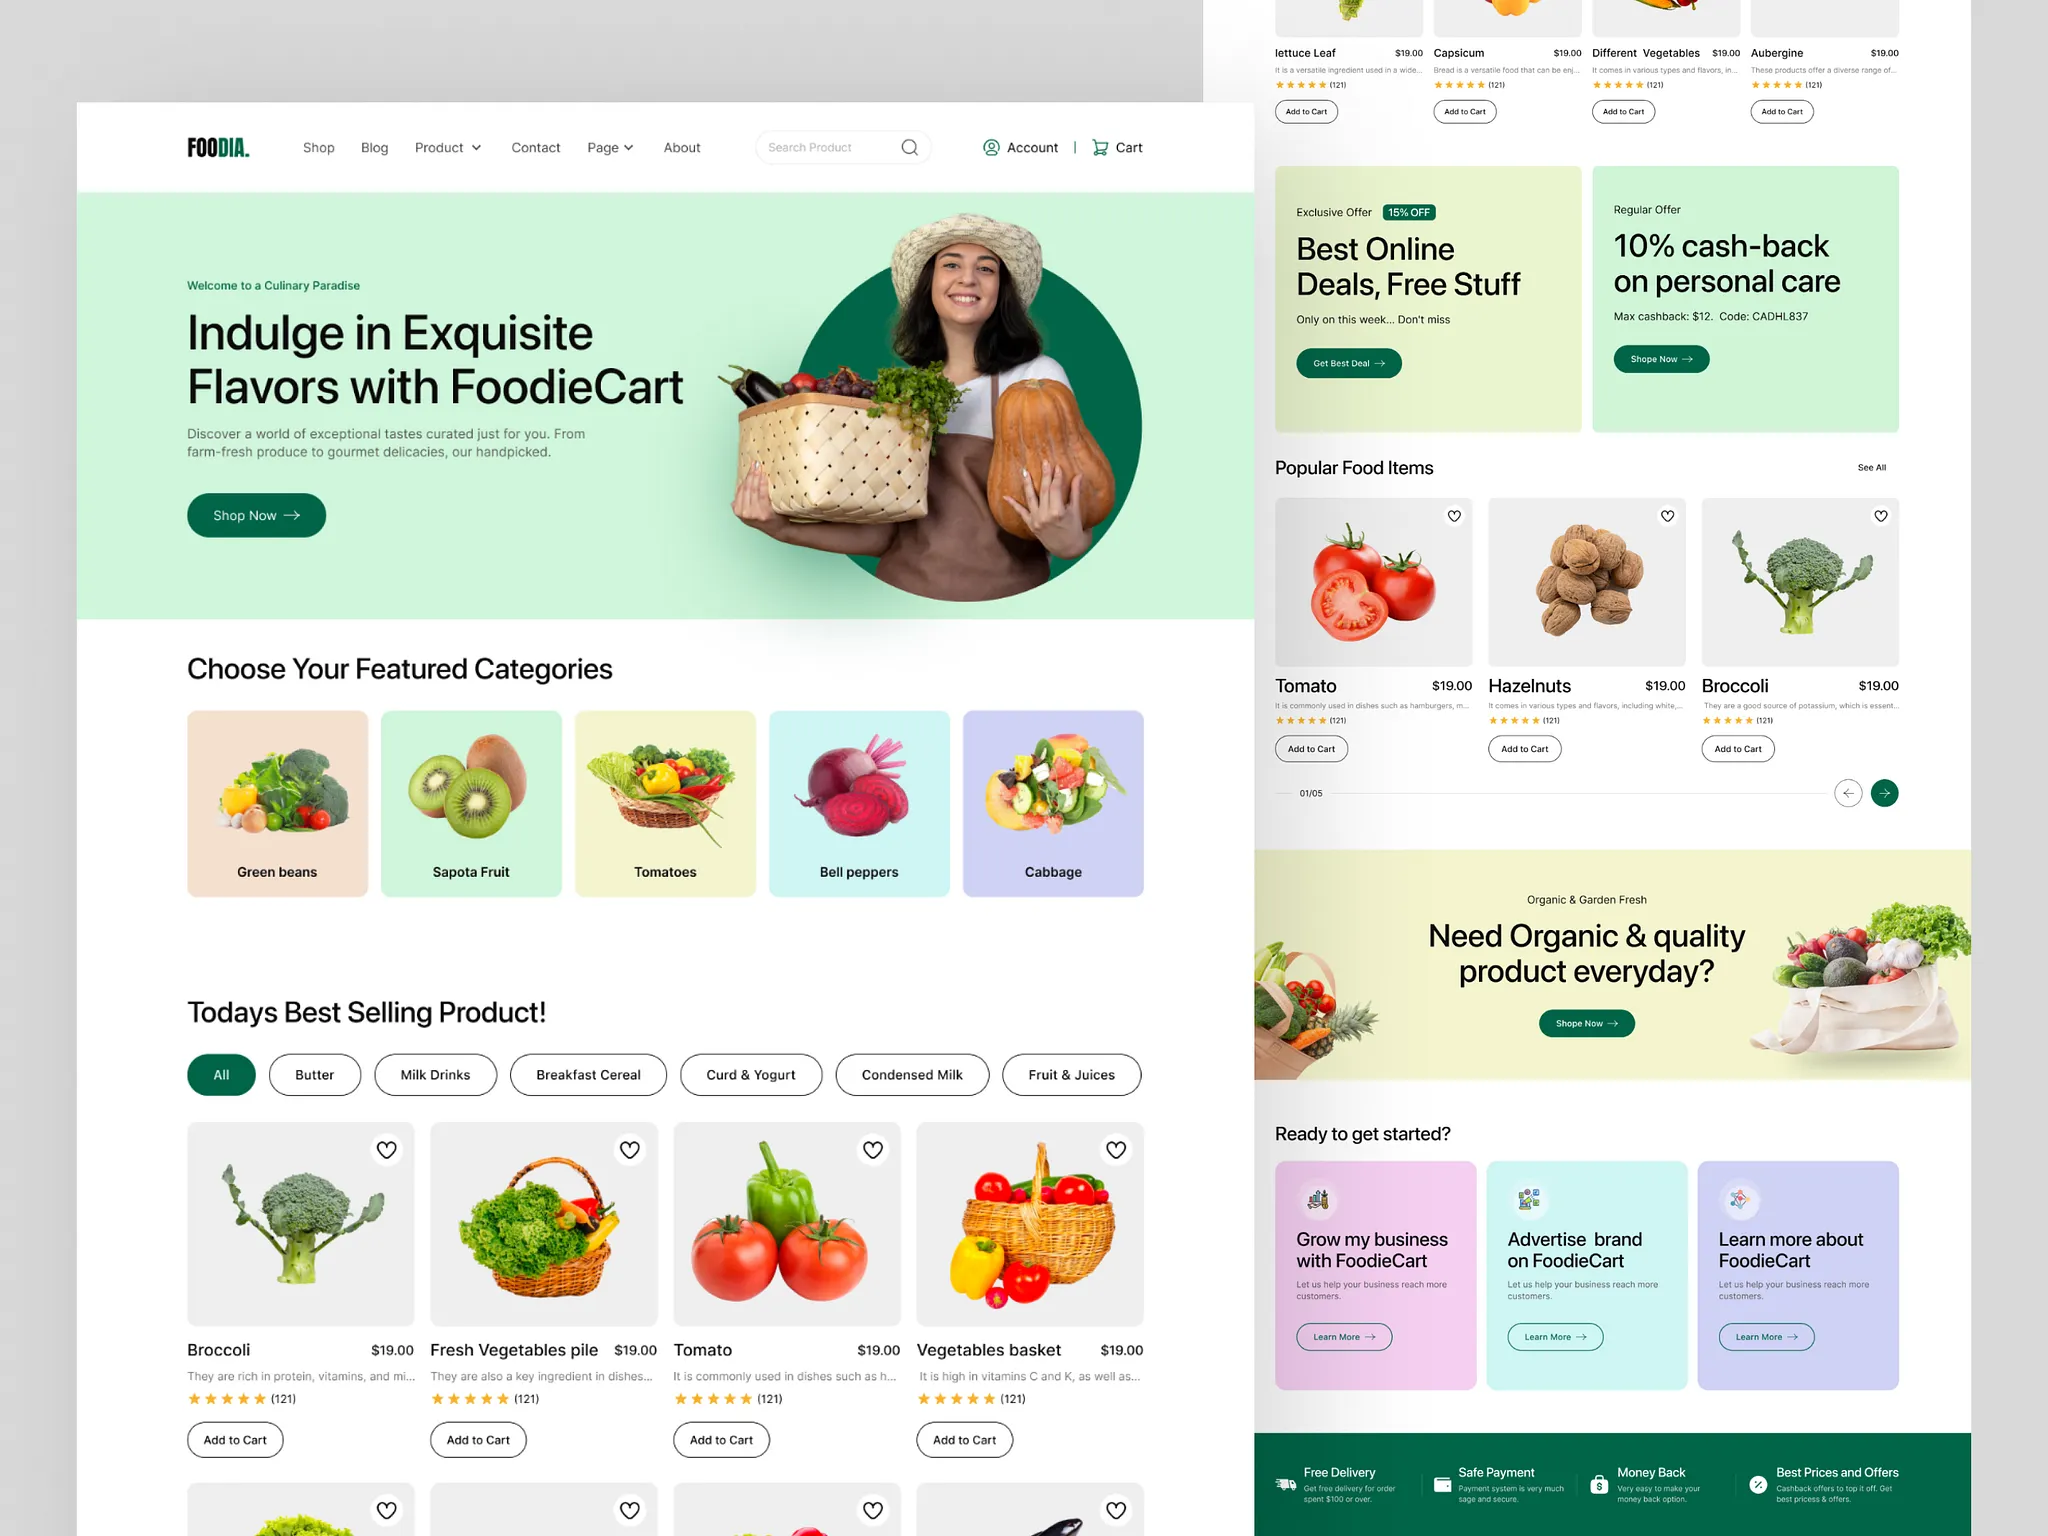 FOODIA.
Shop Blog Product Contact Page About
Search Product
Account | Cart
Welcome to a Culinary Paradise
Indulge in Exquisite
Flavors with FoodieCart
Discover a world of exceptional tastes curated just for you. From
farm-fresh produce to gourmet delicacies, our handpicked.
Shop Now
Choose Your Featured Categories
Green beans
Sapota Fruit
Tomatoes
Bell peppers
Cabbage
Todays Best Selling Product!
All
Butter
Milk Drinks
Breakfast Cereal
Curd & Yogurt
Condensed Milk
Fruit & Juices
Broccoli $19.00
They are rich in protein, vitamins, and mi...
(121)
Add to Cart
Fresh Vegetables pile $19.00
They are also a key ingredient in dishes...
(121)
Add to Cart
Tomato $19.00
It is commonly used in dishes such as h...
(121)
Add to Cart
Vegetables basket $19.00
It is high in vitamins C and K, as well as...
(121)
Add to Cart
lettuce Leaf $19.00
It is a versatile ingredient used in a wide...
(121)
Add to Cart
Capsicum $19.00
Bread is a versatile food that can be enj...
(121)
Add to Cart
Different Vegetables $19.00
It comes in various types and flavors, in...
(121)
Add to Cart
Aubergine $19.00
These products offer a diverse range of...
(121)
Add to Cart
Exclusive Offer 15% OFF
Best Online
Deals, Free Stuff
Only on this week... Don't miss
Get Best Deal
Regular Offer
10% cash-back
on personal care
Max cashback: $12. Code: CADHL837
Shope Now
Popular Food Items
See All
Tomato $19.00
It is commonly used in dishes such as hamburgers, m...
(121)
Add to Cart
Hazelnuts $19.00
It comes in various types and flavors, including white,...
(121)
Add to Cart
Broccoli $19.00
They are a good source of potassium, which is essent...
(121)
Add to Cart
01/05
Organic & Garden Fresh
Need Organic & quality
product everyday?
Shope Now
Ready to get started?
Grow my business
with FoodieCart
Let us help your business reach more
customers.
Learn More
Advertise brand
on FoodieCart
Let us help your business reach more
customers.
Learn More
Learn more about
FoodieCart
Let us help your business reach more
customers.
Learn More
Free Delivery
Get free delivery for order
spent $100 or over.
Safe Payment
Payment system is very much
sage and secure.
Money Back
Very easy to make your
money back option.
Best Prices and Offers
Cashback offers to top it off. Get
best pricess & offers.